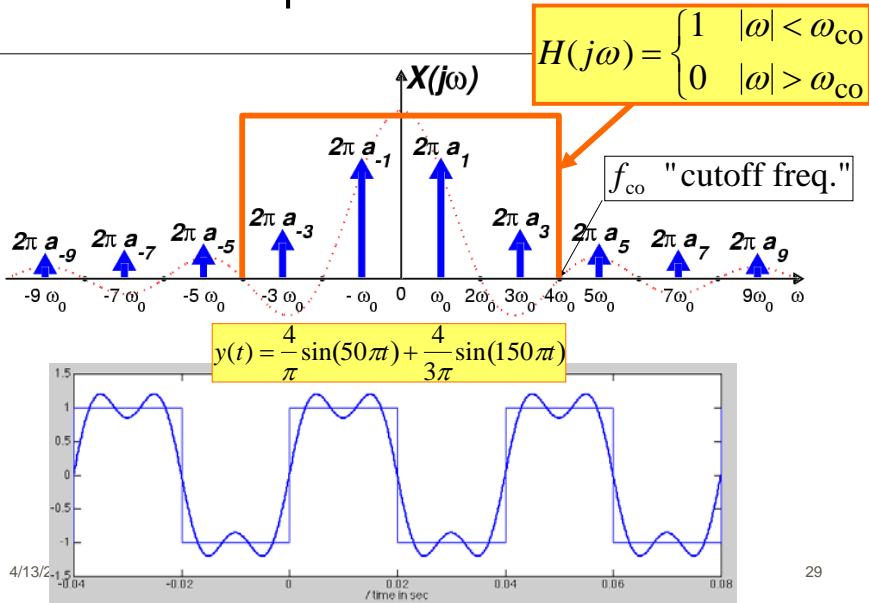 H(jω) = { 1 |ω| < ω_co
0 |ω| > ω_co
X(jω)
2π a_-1 2π a_1
f_co "cutoff freq."
2π a_-9 2π a_-7 2π a_-5 2π a_-3 2π a_3 2π a_5 2π a_7 2π a_9
-9 ω_0 -7 ω_0 -5 ω_0 -3 ω_0 - ω_0 0 ω_0 2ω_0 3ω_0 4ω_0 5ω_0 7ω_0 9ω_0 ω
y(t) = 4/π sin(50πt) + 4/3π sin(150πt)
1.5
1
0.5
0
-0.5
-1
-1.5
-0.04 -0.02 0 0.02 0.04 0.06 0.08
t time in sec
4/13/2
29